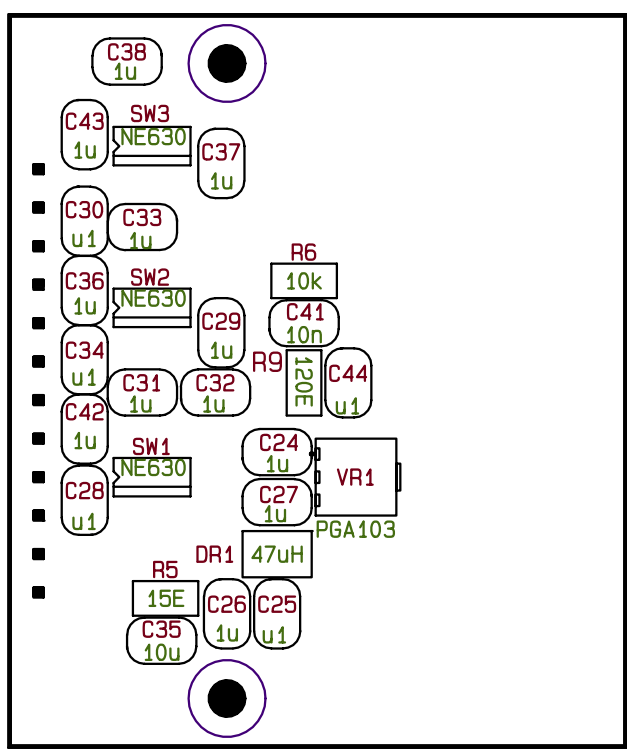 C38
1u
SW3
NE630
C43
1u
C37
1u
C30
u1
C33
1u
R6
10k
C36
1u
SW2
NE630
C29
1u
C41
10n
C34
u1
R9
120E
C44
u1
C31
1u
C32
1u
C42
1u
SW1
NE630
C24
1u
VR1
PGA103
C28
u1
C27
1u
DR1
47uH
R5
15E
C26
1u
C25
u1
C35
10u